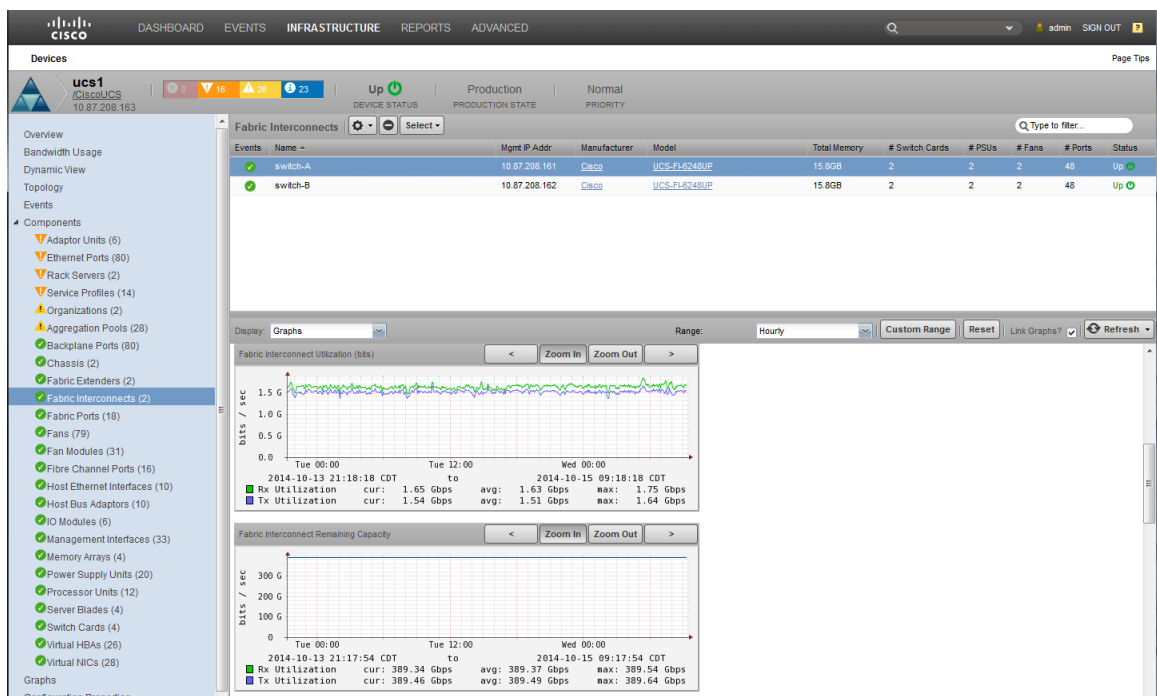 CISCO DASHBOARD EVENTS INFRASTRUCTURE REPORTS ADVANCED admin SIGN OUT ?
Devices Page Tips
ucs1
/CiscoUCS
10.87.208.163
0 16 26 23
Up
DEVICE STATUS
Production
PRODUCTION STATE
Normal
PRIORITY
Overview
Bandwidth Usage
Dynamic View
Topology
Events
Components
Adaptor Units (6)
Ethernet Ports (80)
Rack Servers (2)
Service Profiles (14)
Organizations (2)
Aggregation Pools (28)
Backplane Ports (80)
Chassis (2)
Fabric Extenders (2)
Fabric Interconnects (2)
Fabric Ports (18)
Fans (79)
Fan Modules (31)
Fibre Channel Ports (16)
Host Ethernet Interfaces (10)
Host Bus Adaptors (10)
IO Modules (6)
Management Interfaces (33)
Memory Arrays (4)
Power Supply Units (20)
Processor Units (12)
Server Blades (4)
Switch Cards (4)
Virtual HBAs (26)
Virtual NICs (28)
Graphs
Configuration Properties
Fabric Interconnects Select Type to filter...
Events Name Mgmt IP Addr Manufacturer Model Total Memory # Switch Cards # PSUs # Fans # Ports Status
switch-A 10.87.208.161 Cisco UCS-FI-6248UP 15.8GB 2 2 2 48 Up
switch-B 10.87.208.162 Cisco UCS-FI-6248UP 15.8GB 2 2 2 48 Up
Display: Graphs Range: Hourly Custom Range Reset Link Graphs? Refresh
Fabric Interconnect Utilization (bits) < Zoom In Zoom Out >
bits / sec
1.5 G
1.0 G
0.5 G
0.0
Tue 00:00 Tue 12:00 Wed 00:00
2014-10-13 21:18:18 CDT to 2014-10-15 09:18:18 CDT
Rx Utilization cur: 1.65 Gbps avg: 1.63 Gbps max: 1.75 Gbps
Tx Utilization cur: 1.54 Gbps avg: 1.51 Gbps max: 1.64 Gbps
Fabric Interconnect Remaining Capacity < Zoom In Zoom Out >
bits / sec
300 G
200 G
100 G
0
Tue 00:00 Tue 12:00 Wed 00:00
2014-10-13 21:17:54 CDT to 2014-10-15 09:17:54 CDT
Rx Utilization cur: 389.34 Gbps avg: 389.37 Gbps max: 389.54 Gbps
Tx Utilization cur: 389.46 Gbps avg: 389.49 Gbps max: 389.64 Gbps